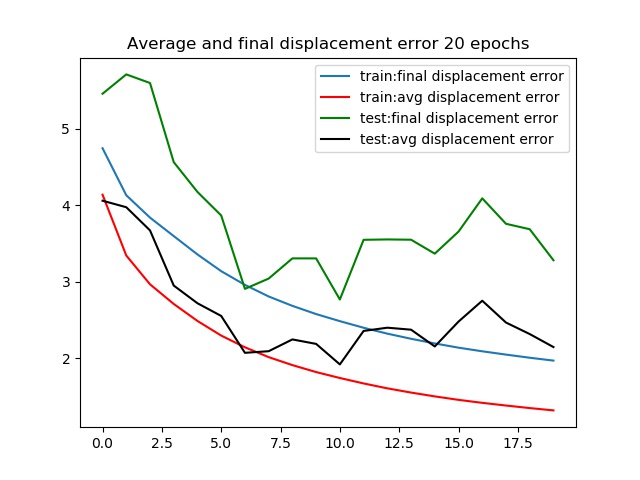 Average and final displacement error 20 epochs
train:final displacement error
train:avg displacement error
test:final displacement error
test:avg displacement error
5
4
3
2
0.0 2.5 5.0 7.5 10.0 12.5 15.0 17.5